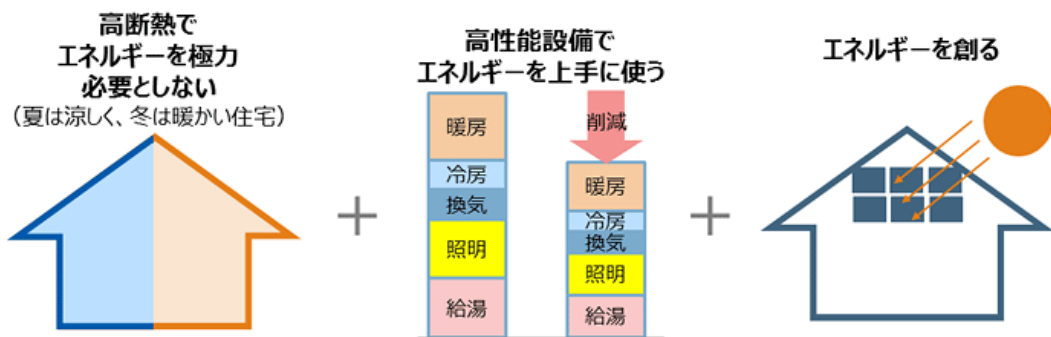 高断熱で
エネルギーを極力
必要としない
（夏は涼しく、冬は暖かい住宅）
高性能設備で
エネルギーを上手に使う
暖房
冷房
換気
照明
給湯
削減
暖房
冷房
換気
照明
給湯
エネルギーを創る